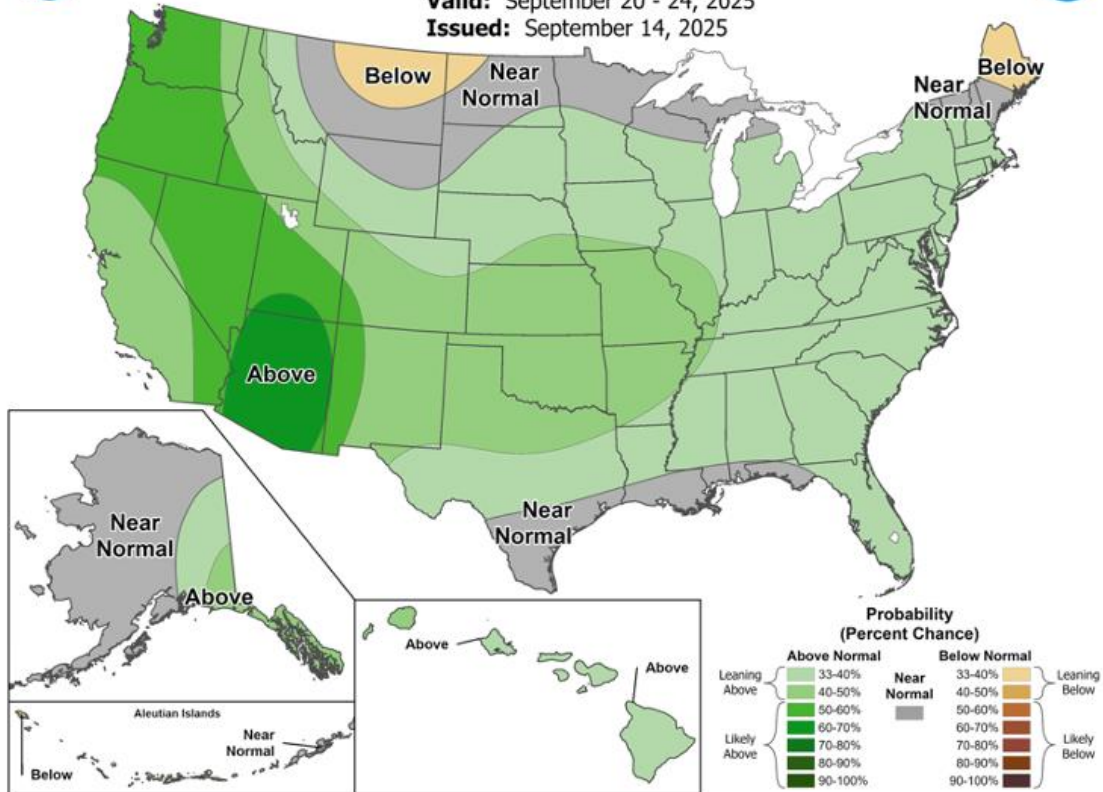 Valid: September 20 - 24, 2025
Issued: September 14, 2025
Below
Near
Normal
Near
Normal
Below
Above
Near
Normal
Near
Normal
Above
Aleutian Islands
Near
Normal
Below
Above
Above
Probability
(Percent Chance)
Above Normal
Below Normal
Leaning
Above
33-40%
40-50%
Likely
Above
50-60%
60-70%
70-80%
80-90%
90-100%
Near
Normal
33-40%
40-50%
Leaning
Below
50-60%
60-70%
70-80%
80-90%
90-100%
Likely
Below